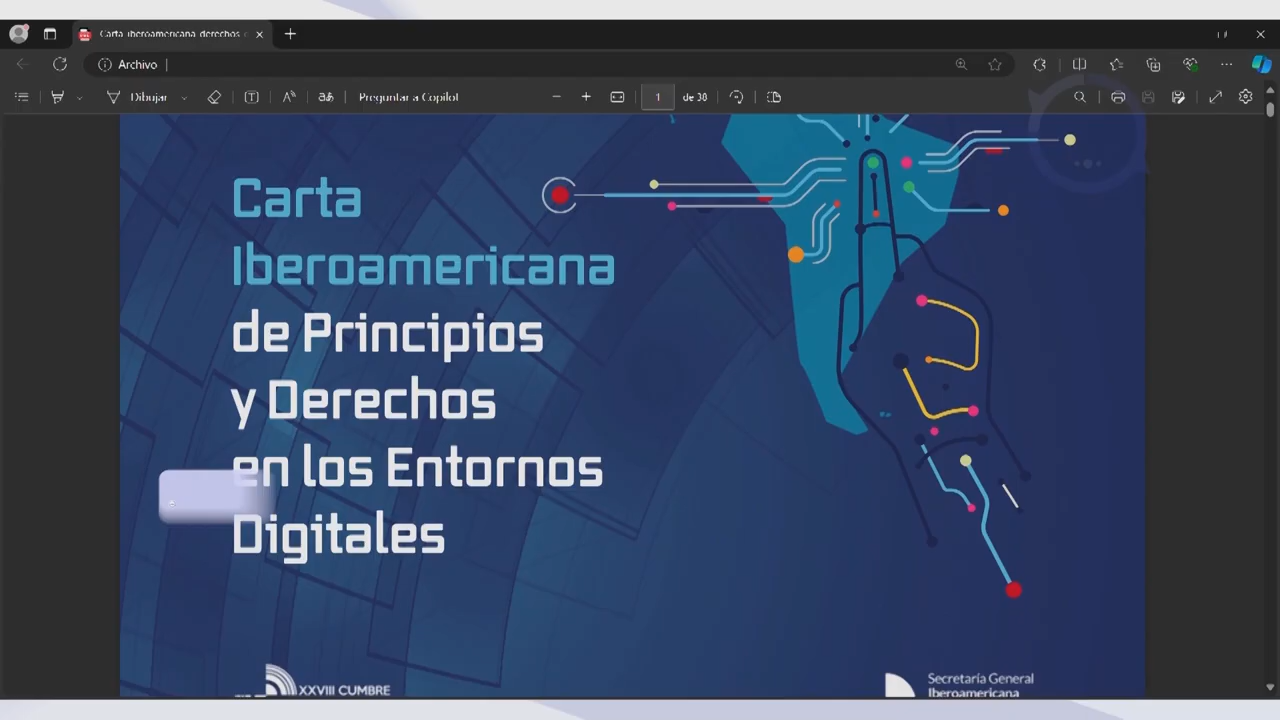 Carta iberoamericana derechos
Archivo
Dibujar
Preguntar a Copilot
1 de 38
Carta
Iberoamericana
de Principios
y Derechos
en los Entornos
Digitales
XXVIII CUMBRE
Secretaría General
Iberoamericana